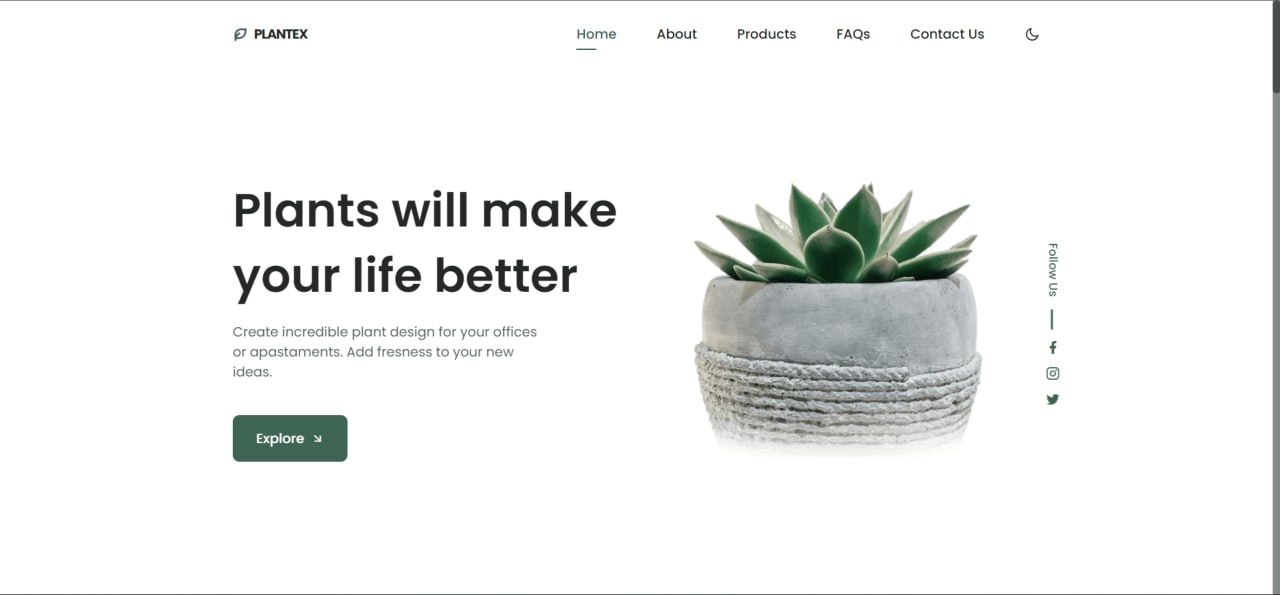 PLANTEX
Home
About
Products
FAQs
Contact Us
Plants will make
your life better
Create incredible plant design for your offices
or apastaments. Add fresness to your new
ideas.
Explore
Follow Us